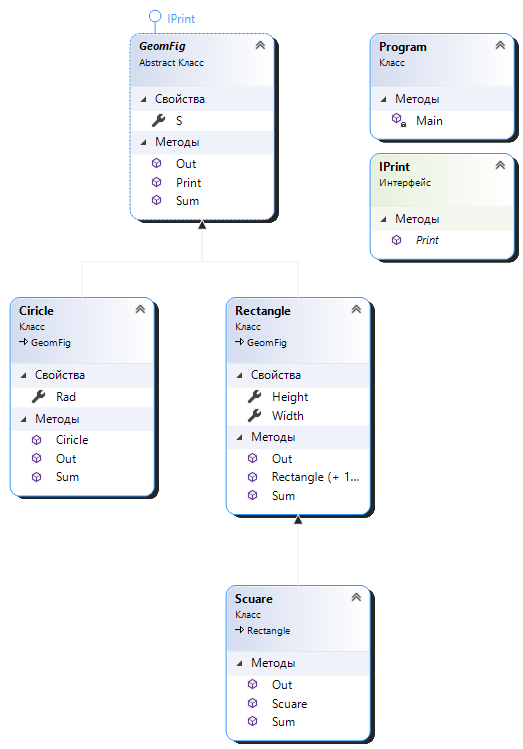 IPrint
GeomFig
Abstract Класс
Свойства
S
Методы
Out
Print
Sum
Program
Класс
Методы
Main
IPrint
Интерфейс
Методы
Print
Ciricle
Класс
GeomFig
Свойства
Rad
Методы
Ciricle
Out
Sum
Rectangle
Класс
GeomFig
Свойства
Height
Width
Методы
Out
Rectangle (+ 1...
Sum
Scuare
Класс
Rectangle
Методы
Out
Scuare
Sum